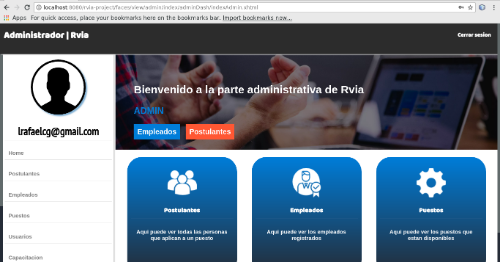 localhost:8080/rvia-project/faces/view/admin/indexadminDash/indexAdmin.xhtml
Apps For quick access, place your bookmarks here on the bookmarks bar. Import bookmarks now...
Administrador | Rvia
Cerrar sesion
lrafaelcg@gmail.com
Home
Postulantes
Empleados
Puestos
Usuarios
Capacitacion
Bienvenido a la parte administrativa de Rvia
ADMIN
Empleados Postulantes
Postulantes
Aqui puede ver todas las personas
que aplican a un puesto
Empleados
Aqui puede ver los empleados
registrados
Puestos
Aqui puede ver los puestos que
estan disponibles